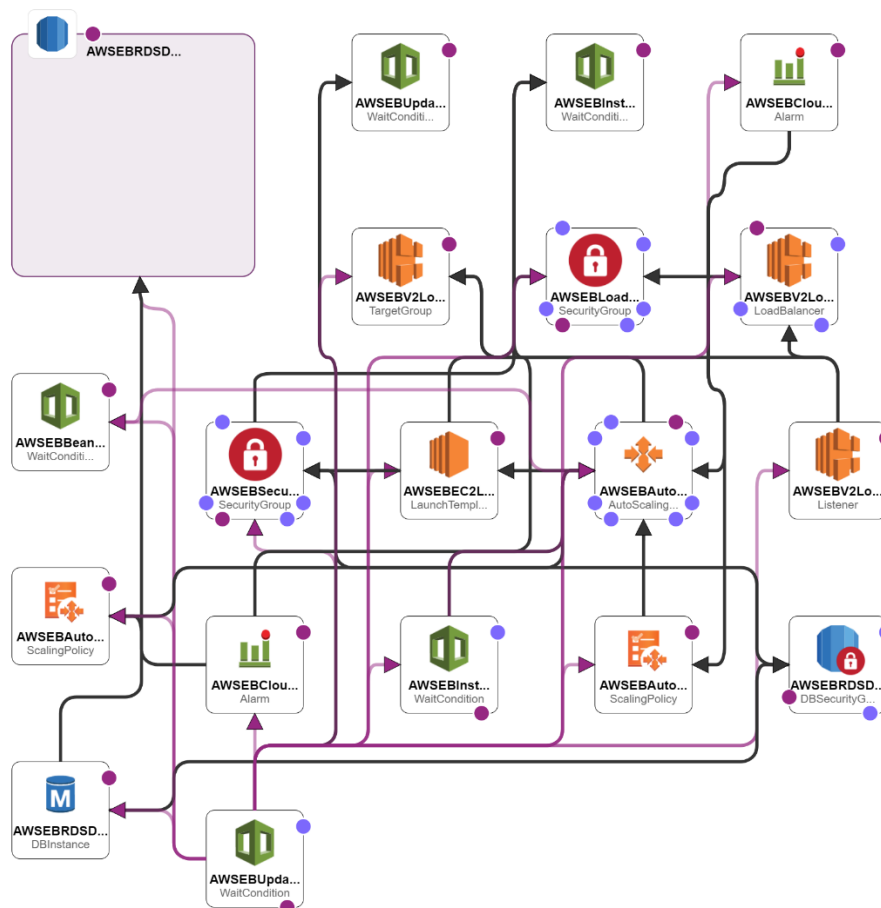 AWSEBRDSD...
AWSEBUpda...
WaitConditi...
AWSEBInst...
WaitConditi...
AWSEBClou...
Alarm
AWSEBV2Lo...
TargetGroup
AWSEBLoad...
SecurityGroup
AWSEBV2Lo...
LoadBalancer
AWSEBBean...
WaitConditi...
AWSEBSecu...
SecurityGroup
AWSEBEC2L...
LaunchTempl...
AWSEBAuto...
AutoScaling...
AWSEBV2Lo...
Listener
AWSEBAuto...
ScalingPolicy
AWSEBClou...
Alarm
AWSEBInst...
WaitCondition
AWSEBAuto...
ScalingPolicy
AWSEBRDSD...
DBSecurityG...
M
AWSEBRDSD...
DBInstance
AWSEBUpda...
WaitCondition